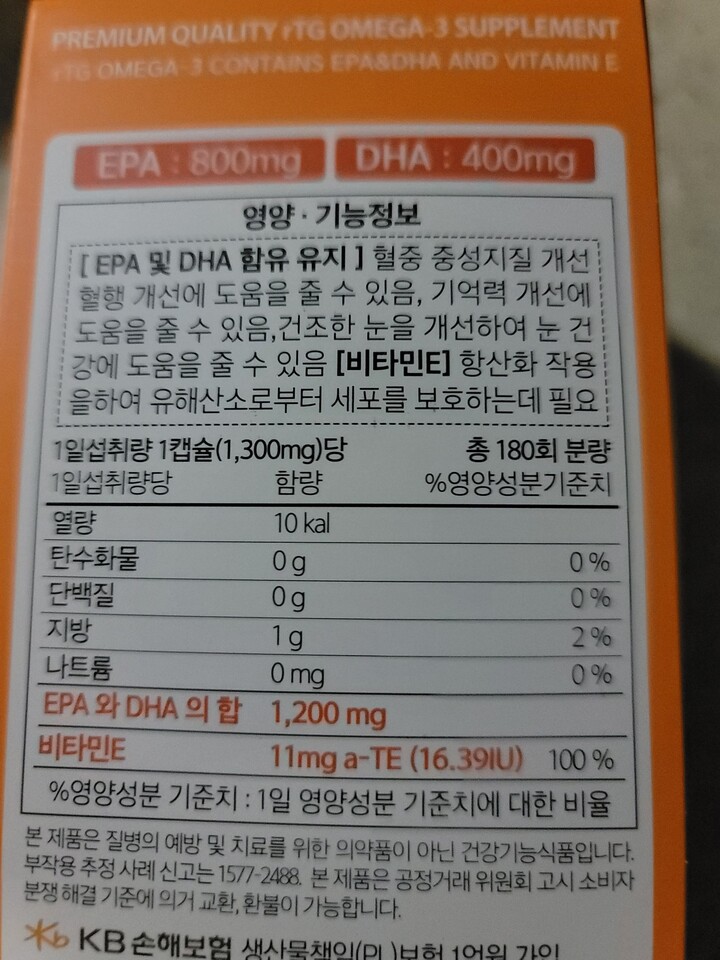 PREMIUM QUALITY rTG OMEGA-3 SUPPLEMENT
rTG OMEGA-3 CONTAINS EPA&DHA AND VITAMIN E
EPA : 800mg DHA : 400mg
영양 · 기능정보
[ EPA 및 DHA 함유 유지 ] 혈중 중성지질 개선
혈행 개선에 도움을 줄 수 있음, 기억력 개선에
도움을 줄 수 있음,건조한 눈을 개선하여 눈 건
강에 도움을 줄 수 있음 [비타민E] 항산화 작용
을하여 유해산소로부터 세포를 보호하는데 필요
1일섭취량 1캡슐(1,300mg)당 총 180회 분량
1일섭취량당 함량 %영양성분기준치
열량 10 kal
탄수화물 0 g 0 %
단백질 0 g 0 %
지방 1 g 2 %
나트륨 0 mg 0 %
EPA 와 DHA 의 합 1,200 mg
비타민E 11mg a-TE (16.39IU) 100 %
%영양성분 기준치 : 1일 영양성분 기준치에 대한 비율
본 제품은 질병의 예방 및 치료를 위한 의약품이 아닌 건강기능식품입니다.
부작용 추정 사례 신고는 1577-2488. 본 제품은 공정거래 위원회 고시 소비자
분쟁 해결 기준에 의거 교환, 환불이 가능합니다.
KB 손해보험 생산물책임(PL)보험 1억원 가입